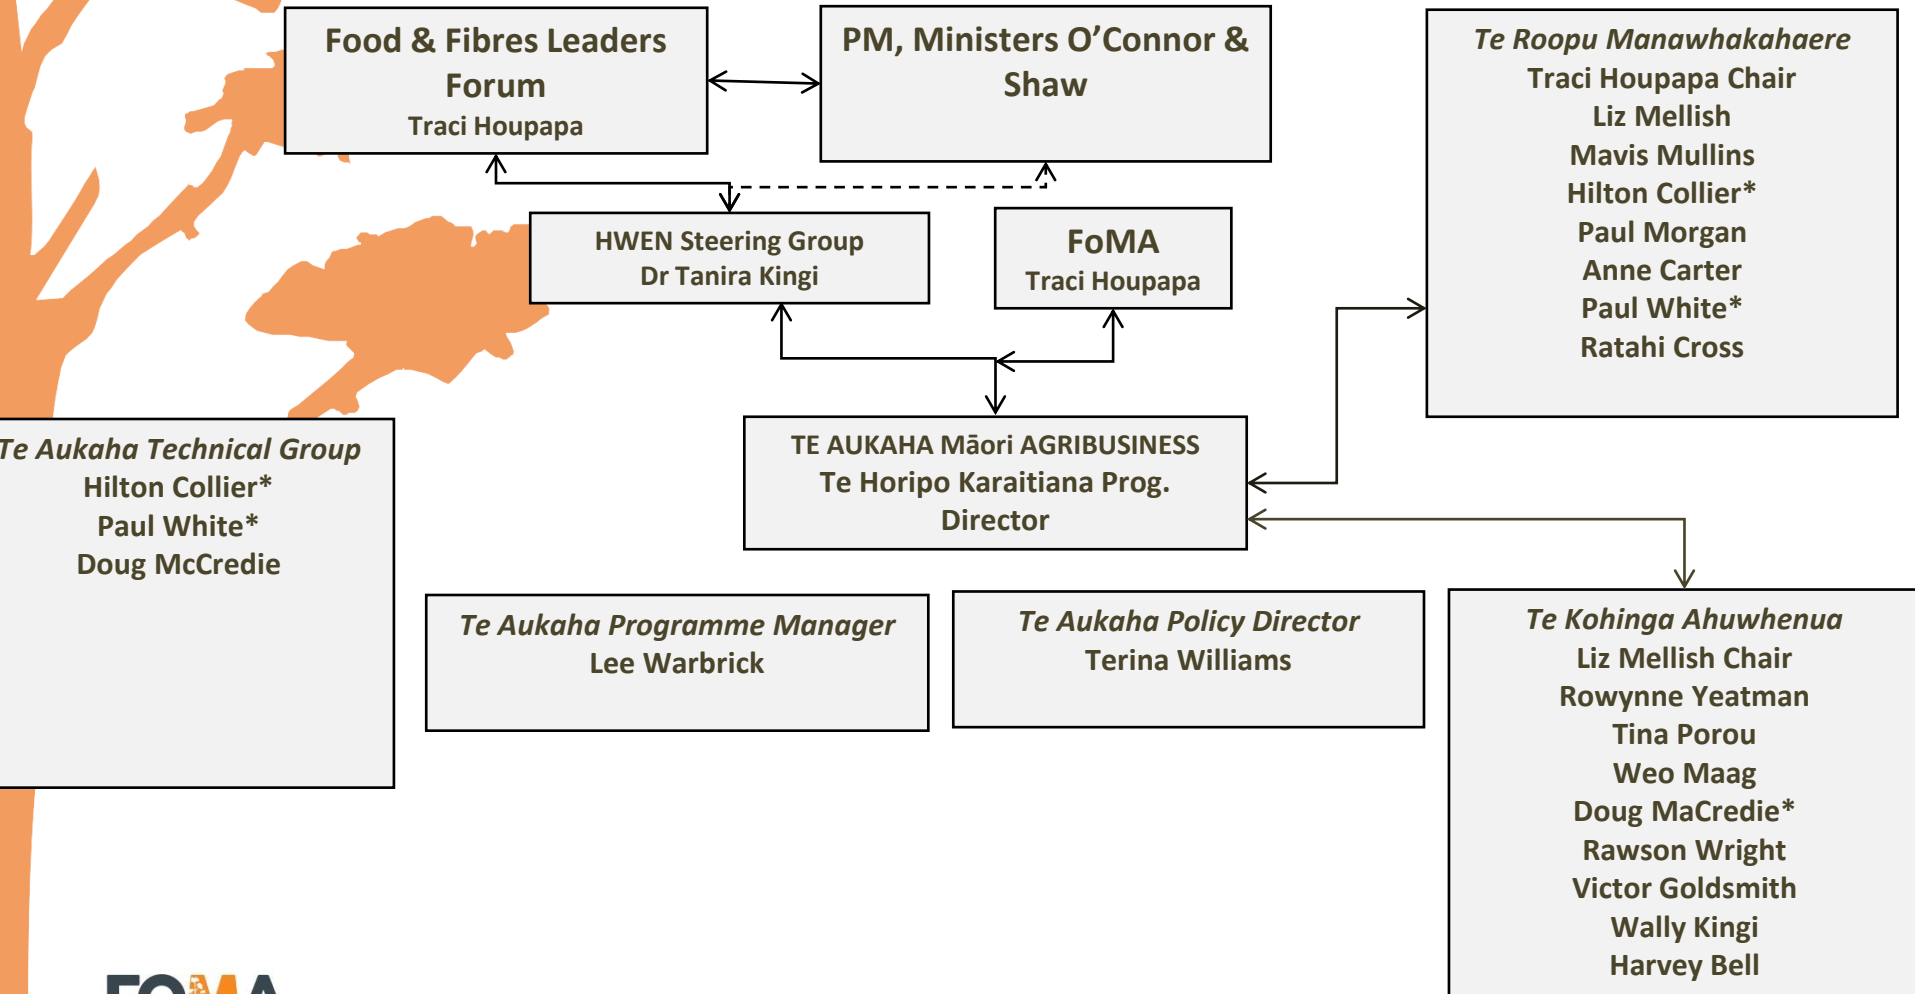 Food & Fibres Leaders
Forum
Traci Houpapa
PM, Ministers O’Connor &
Shaw
Te Roopu Manawhakahaere
Traci Houpapa Chair
Liz Mellish
Mavis Mullins
Hilton Collier*
Paul Morgan
Anne Carter
Paul White*
Ratahi Cross
HWEN Steering Group
Dr Tanira Kingi
FoMA
Traci Houpapa
Te Aukaha Technical Group
Hilton Collier*
Paul White*
Doug McCredie
TE AUKAHA Māori AGRIBUSINESS
Te Horipo Karaitiana Prog.
Director
Te Aukaha Programme Manager
Lee Warbrick
Te Aukaha Policy Director
Terina Williams
Te Kohinga Ahuwhenua
Liz Mellish Chair
Rowynne Yeatman
Tina Porou
Weo Maag
Doug MaCredie*
Rawson Wright
Victor Goldsmith
Wally Kingi
Harvey Bell
FOMA